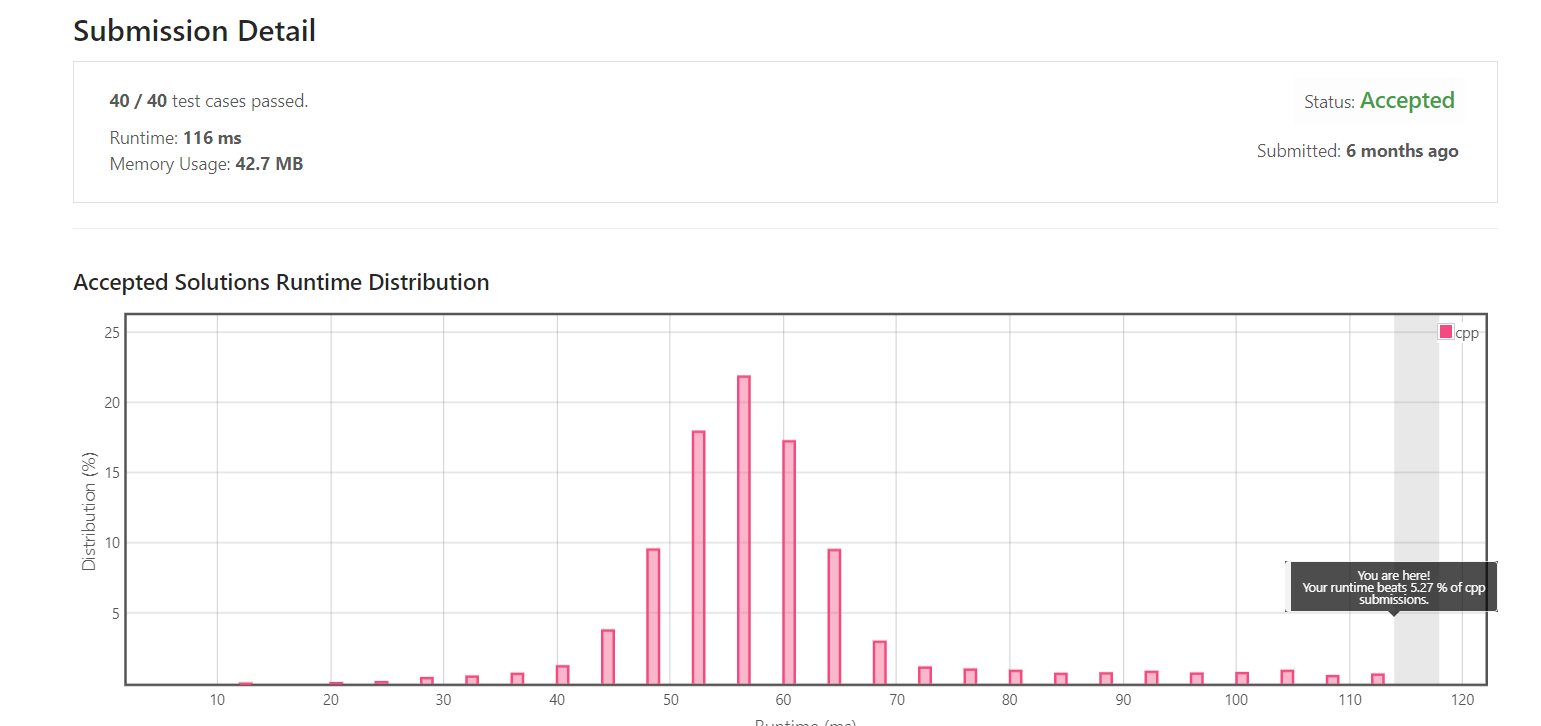 Submission Detail
40 / 40 test cases passed.
Status: Accepted
Runtime: 116 ms
Submitted: 6 months ago
Memory Usage: 42.7 MB
Accepted Solutions Runtime Distribution
25
20
15
10
5
Distribution (%)
cpp
You are here!
Your runtime beats 5.27 % of cpp
submissions.
10 20 30 40 50 60 70 80 90 100 110 120
Runtime (ms)